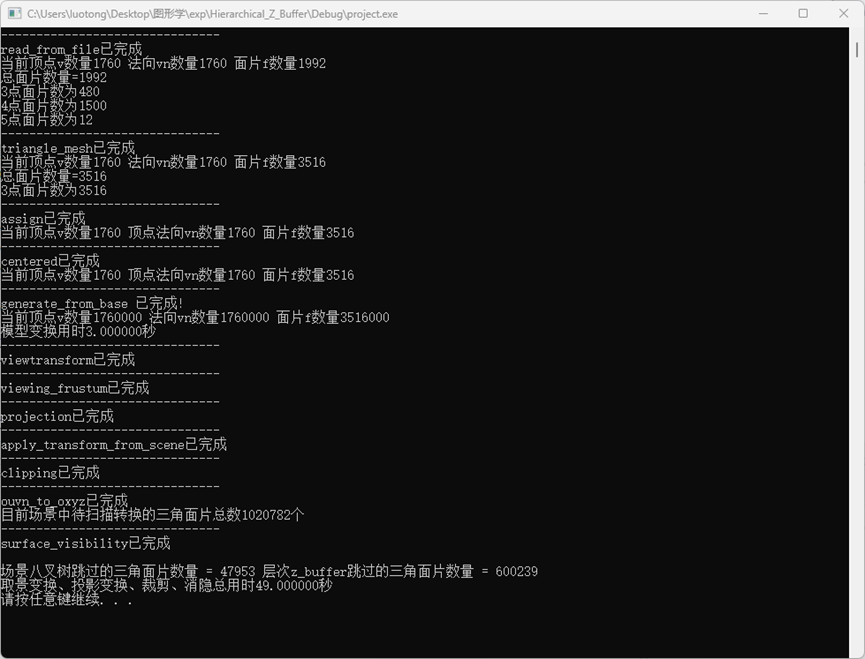 C:\Users\luotong\Desktop\图形学\exp\Hierarchical_Z_Buffer\Debug\project.exe
-------------------------------
read_from_file已完成
当前顶点v数量1760 法向vn数量1760 面片f数量1992
总面片数量=1992
3点面片数为480
4点面片数为1500
5点面片数为12
-------------------------------
triangle_mesh已完成
当前顶点v数量1760 法向vn数量1760 面片f数量3516
总面片数量=3516
3点面片数为3516
-------------------------------
assign已完成
当前顶点v数量1760 顶点法向vn数量1760 面片f数量3516
-------------------------------
centered已完成
当前顶点v数量1760 顶点法向vn数量1760 面片f数量3516
-------------------------------
generate_from_base 已完成!
当前顶点v数量1760000 法向vn数量1760000 面片f数量3516000
模型变换用时3.000000秒
-------------------------------
viewtransform已完成
-------------------------------
viewing_frustum已完成
-------------------------------
projection已完成
-------------------------------
apply_transform_from_scene已完成
-------------------------------
clipping已完成
-------------------------------
ouvn_to_oxyz已完成
目前场景中待扫描转换的三角面片总数1020782个
-------------------------------
surface_visibility已完成
场景八叉树跳过的三角面片数量 = 47953 层次z_buffer跳过的三角面片数量 = 600239
取景变换、投影变换、裁剪、消隐总用时49.000000秒
请按任意键继续. . .